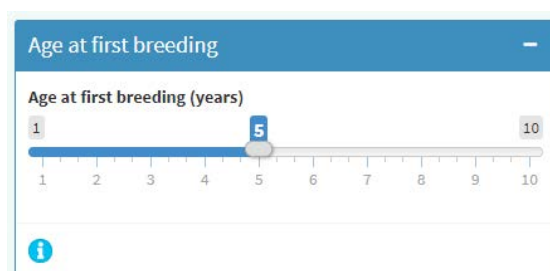 Age at first breeding
Age at first breeding (years)
1 5 10
1 2 3 4 5 6 7 8 9 10